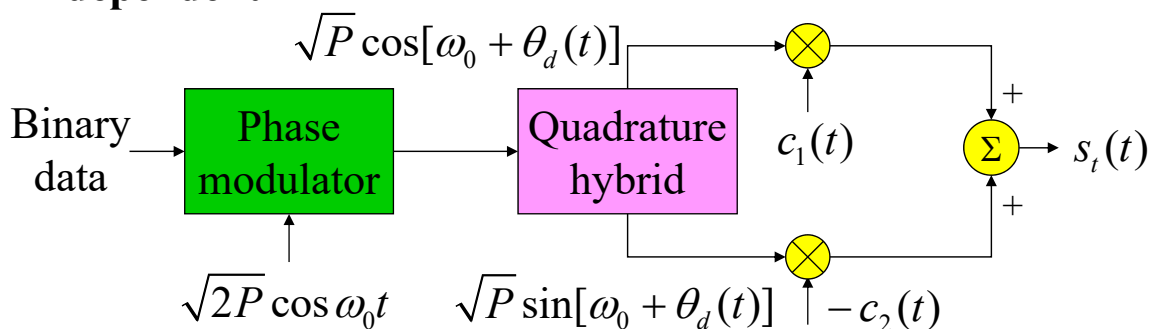 √P cos[ω₀ + θ_d(t)]
Binary
data
Phase
modulator
Quadrature
hybrid
c₁(t)
+
Σ
s_t(t)
+
√2P cos ω₀t
√P sin[ω₀ + θ_d(t)]
−c₂(t)